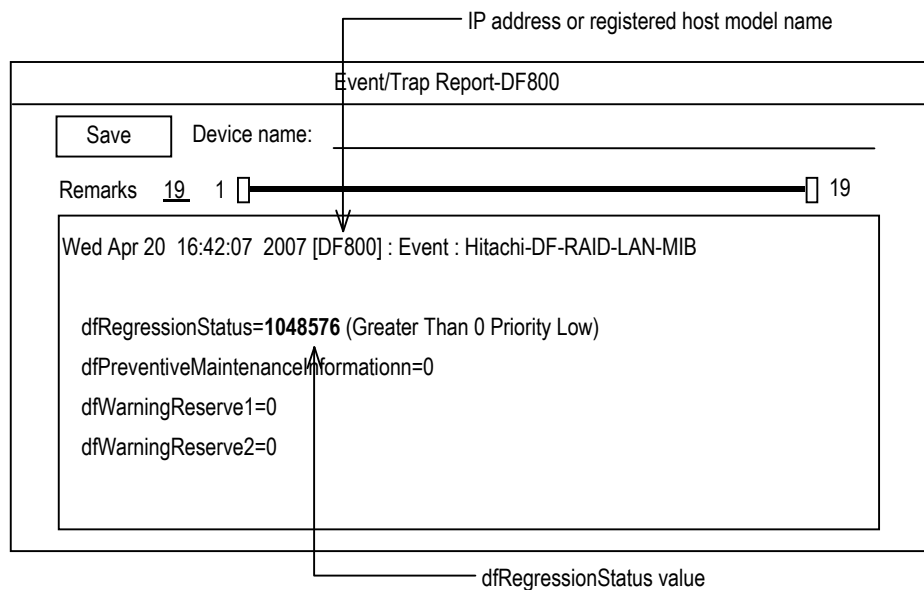 IP address or registered host model name
Event/Trap Report-DF800
Save Device name:
Remarks 19 1 19
Wed Apr 20 16:42:07 2007 [DF800] : Event : Hitachi-DF-RAID-LAN-MIB
dfRegressionStatus=1048576 (Greater Than 0 Priority Low)
dfPreventiveMaintenanceInformationn=0
dfWarningReserve1=0
dfWarningReserve2=0
dfRegressionStatus value